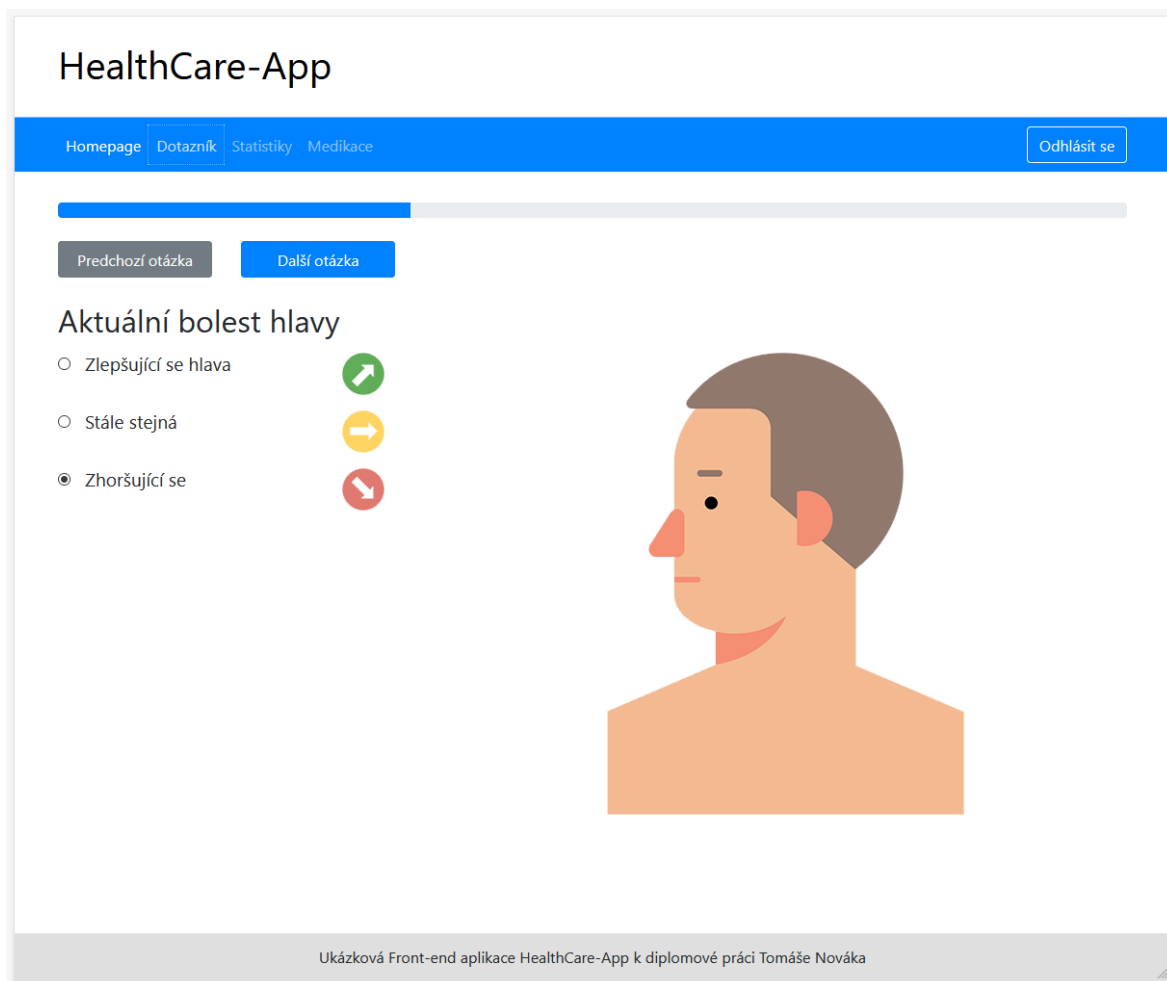 HealthCare-App
Homepage Dotazník Statistiky Medikace Odhlásit se
Predchozí otázka Další otázka
Aktuální bolest hlavy
Zlepšující se hlava
Stále stejná
Zhoršující se
Ukázková Front-end aplikace HealthCare-App k diplomové práci Tomáše Nováka